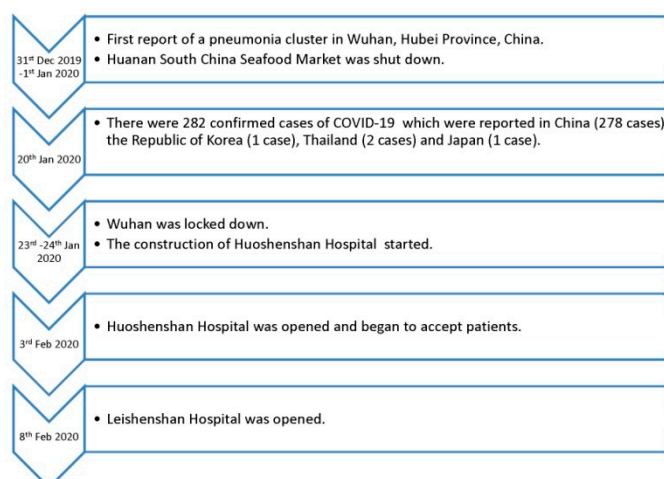 31st Dec 2019
-1st Jan 2020
• First report of a pneumonia cluster in Wuhan, Hubei Province, China.
• Huanan South China Seafood Market was shut down.
20th Jan 2020
• There were 282 confirmed cases of COVID-19 which were reported in China (278 cases)
the Republic of Korea (1 case), Thailand (2 cases) and Japan (1 case).
23rd -24th Jan
2020
• Wuhan was locked down.
• The construction of Huoshenshan Hospital started.
3rd Feb 2020
• Huoshenshan Hospital was opened and began to accept patients.
8th Feb 2020
• Leishenshan Hospital was opened.